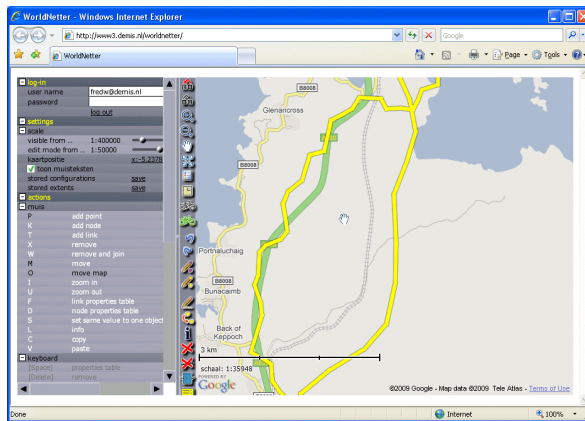 WorldNetter - Windows Internet Explorer
http://www3.demis.nl/worldnetter/
Google
WorldNetter
Page
Tools
log-in
user name fredw@demis.nl
password
log out
settings
scale
visible from ... 1:400000
edit mode from ... 1:50000
kaartpositie x:-5.2378
toon muisteksten
stored configurations save
stored extents save
actions
muis
P add point
K add node
T add link
X remove
W remove and join
M move
O move map
I zoom in
U zoom out
F link properties table
D node properties table
S set same value to one object
L info
C copy
V paste
keyboard
[Space] properties table
[Delete] remove
B8008
Glenancross
B8008
Portnaluchaig
B8008
Bunacaimb
Back of
Keppoch
3 km
schaal: 1:35948
POWERED BY
Google
©2009 Google - Map data ©2009 Tele Atlas - Terms of Use
Done
Internet
100%